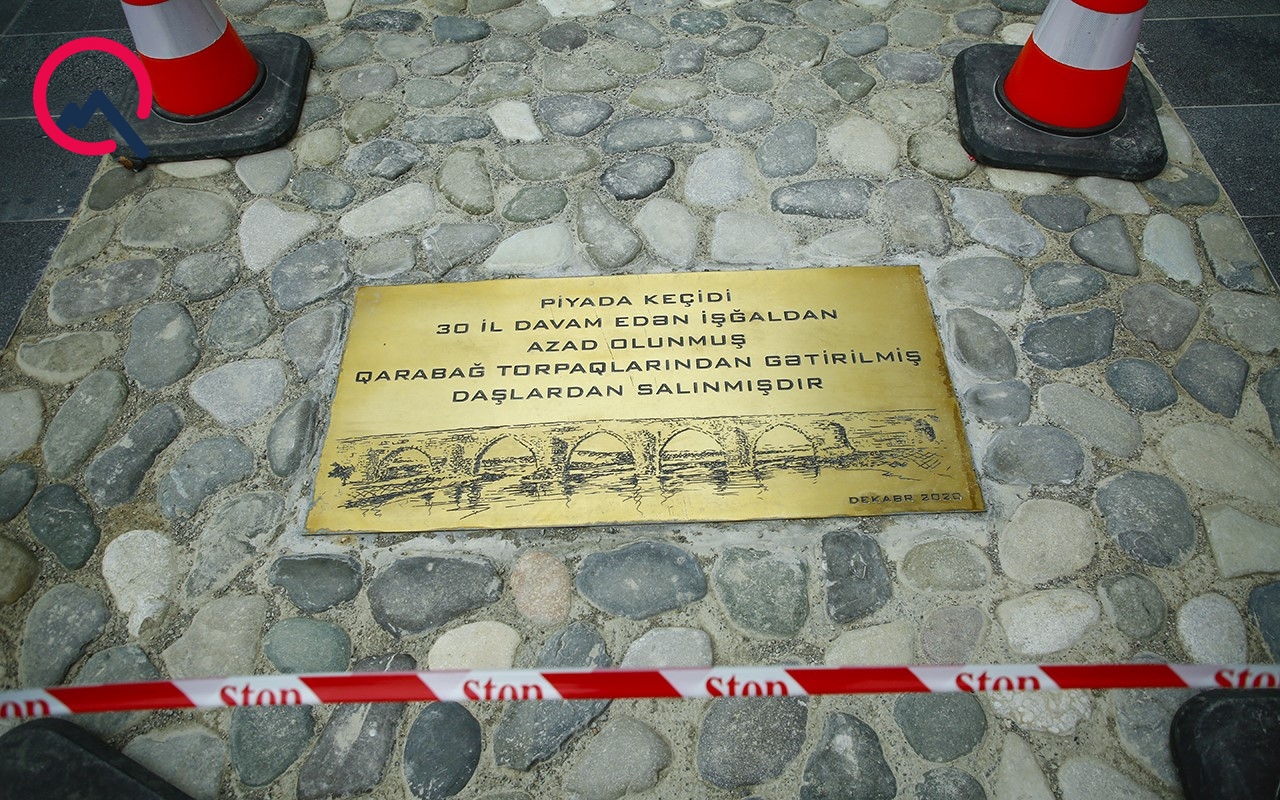 PİYADA KEÇİDİ
30 İL DAVAM EDƏN İŞĞALDAN
AZAD OLUNMUŞ
QARABAĞ TORPAQLARINDAN GƏTİRİLMİŞ
DAŞLARDAN SALINMIŞDIR
DEKABR 2020
Stop Stop Stop Stop